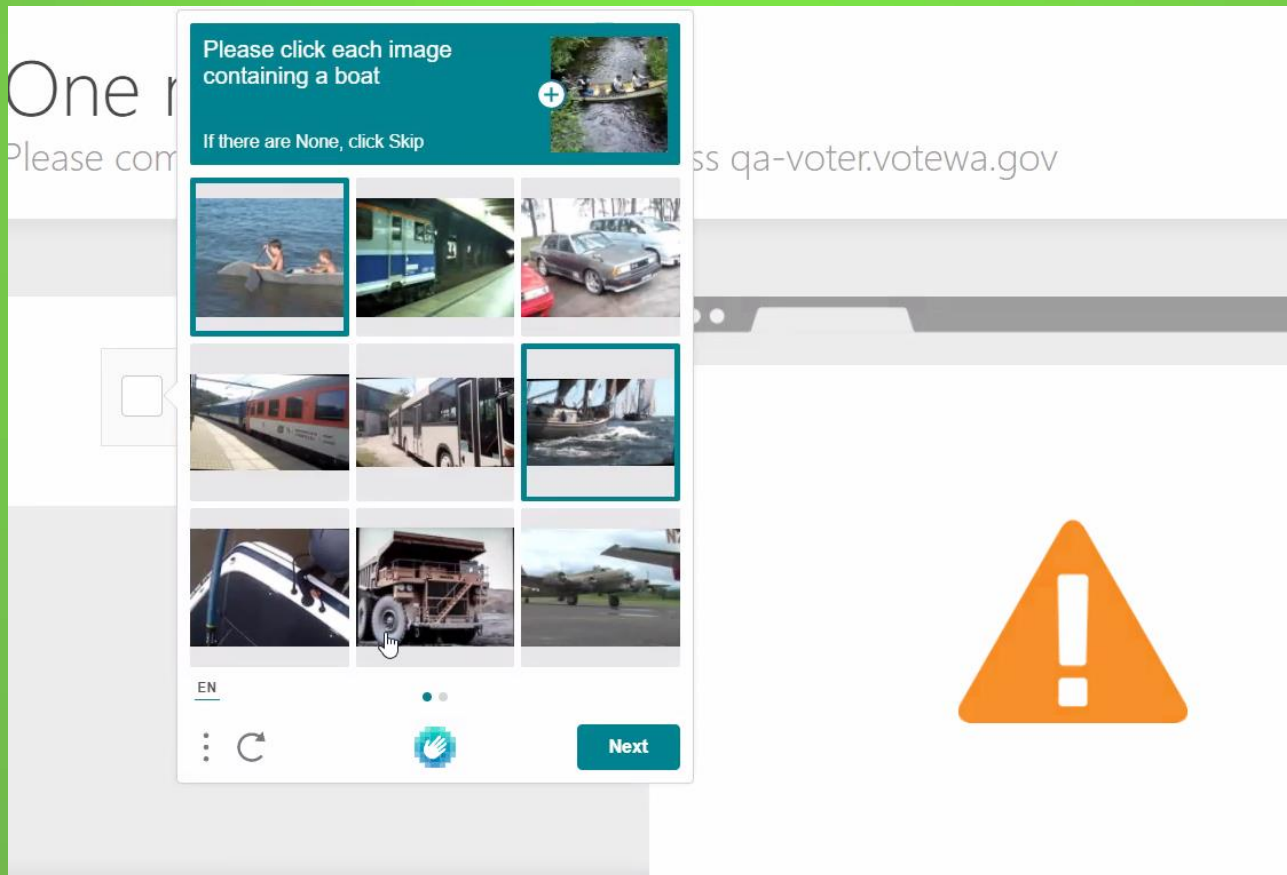 One
Please click each image
containing a boat
If there are None, click Skip
Please com
ss qa-voter.votewa.gov
EN
Next